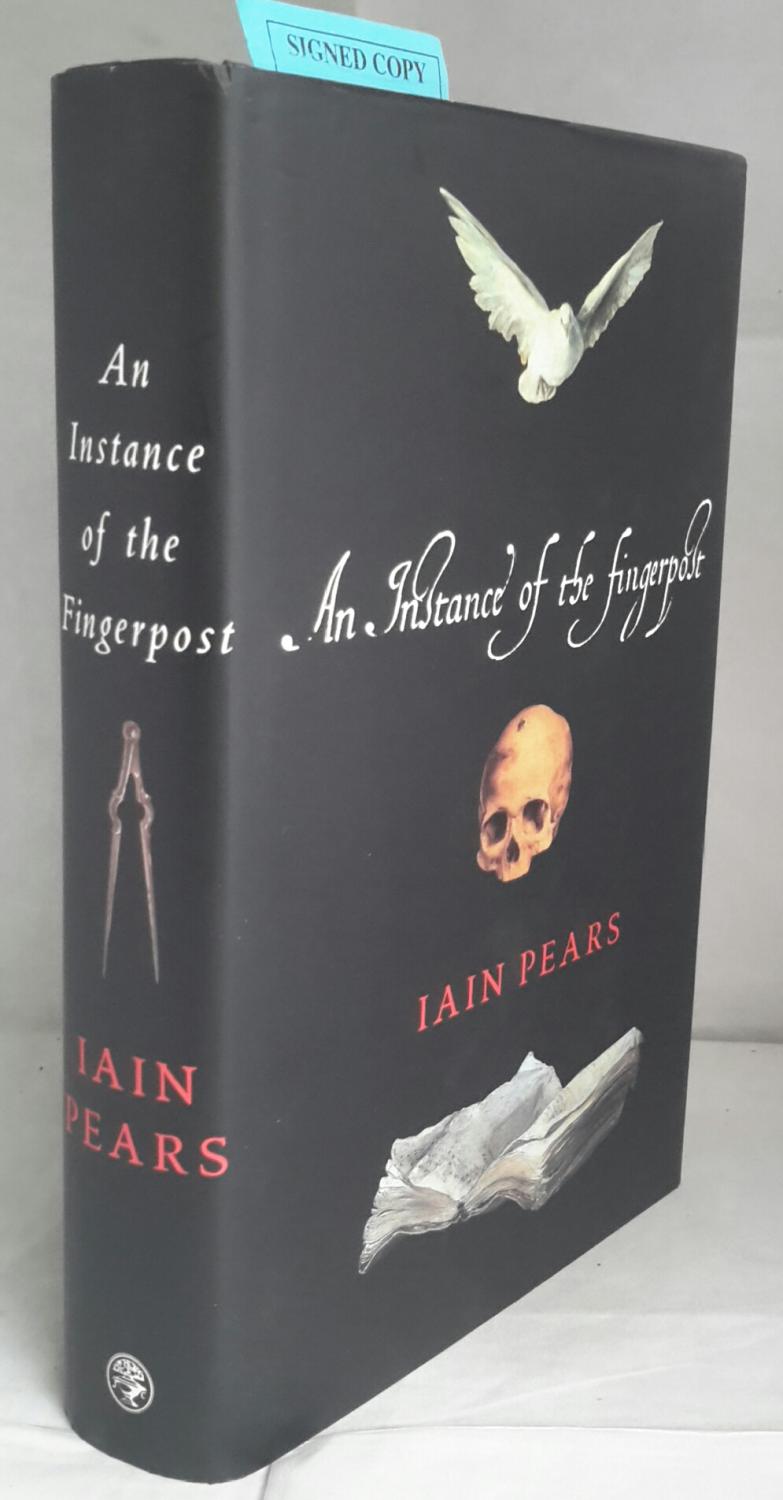 SIGNED COPY
An
Instance
of the
Fingerpost
IAIN
PEARS
An Instance of the fingerpost
IAIN PEARS